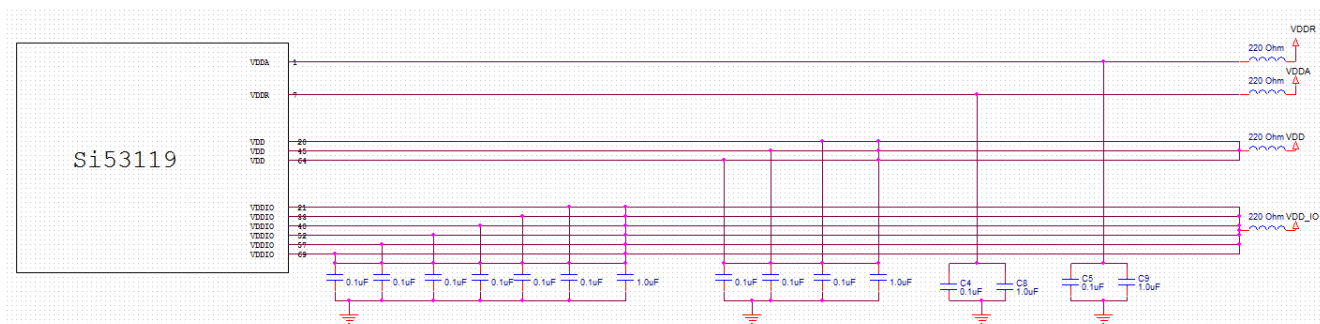 VDDR
220 Ohm
VDDA 1
VDDA
220 Ohm
VDDR 7
VDD 20
220 Ohm VDD
VDD 45
Si53119
VDD 64
VDDIO 21
VDDIO 33
220 Ohm VDD_IO
VDDIO 40
VDDIO 52
VDDIO 57
VDDIO 69
0.1uF 0.1uF 0.1uF 0.1uF 0.1uF 0.1uF 1.0uF 0.1uF 0.1uF 0.1uF 1.0uF
C4 C8 C5 C9
0.1uF 1.0uF 0.1uF 1.0uF